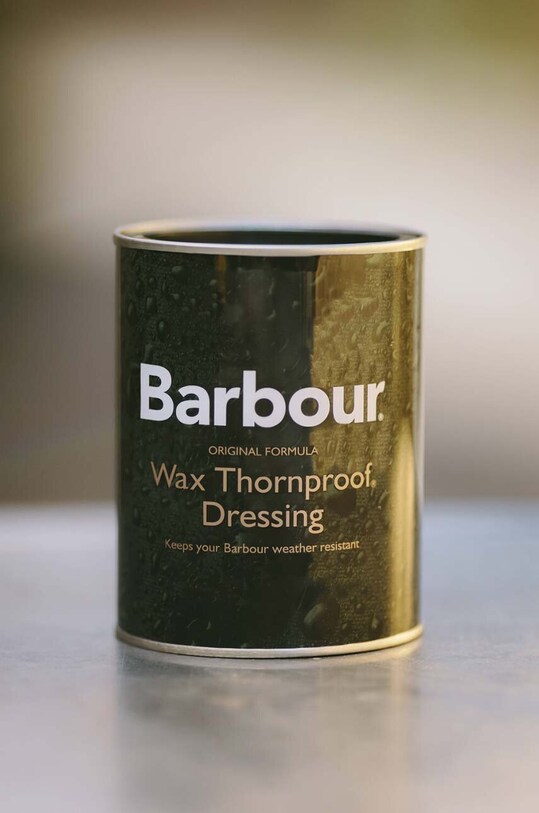 Barbour.
ORIGINAL FORMULA
Wax Thornproof®
Dressing
Keeps your Barbour weather resistant